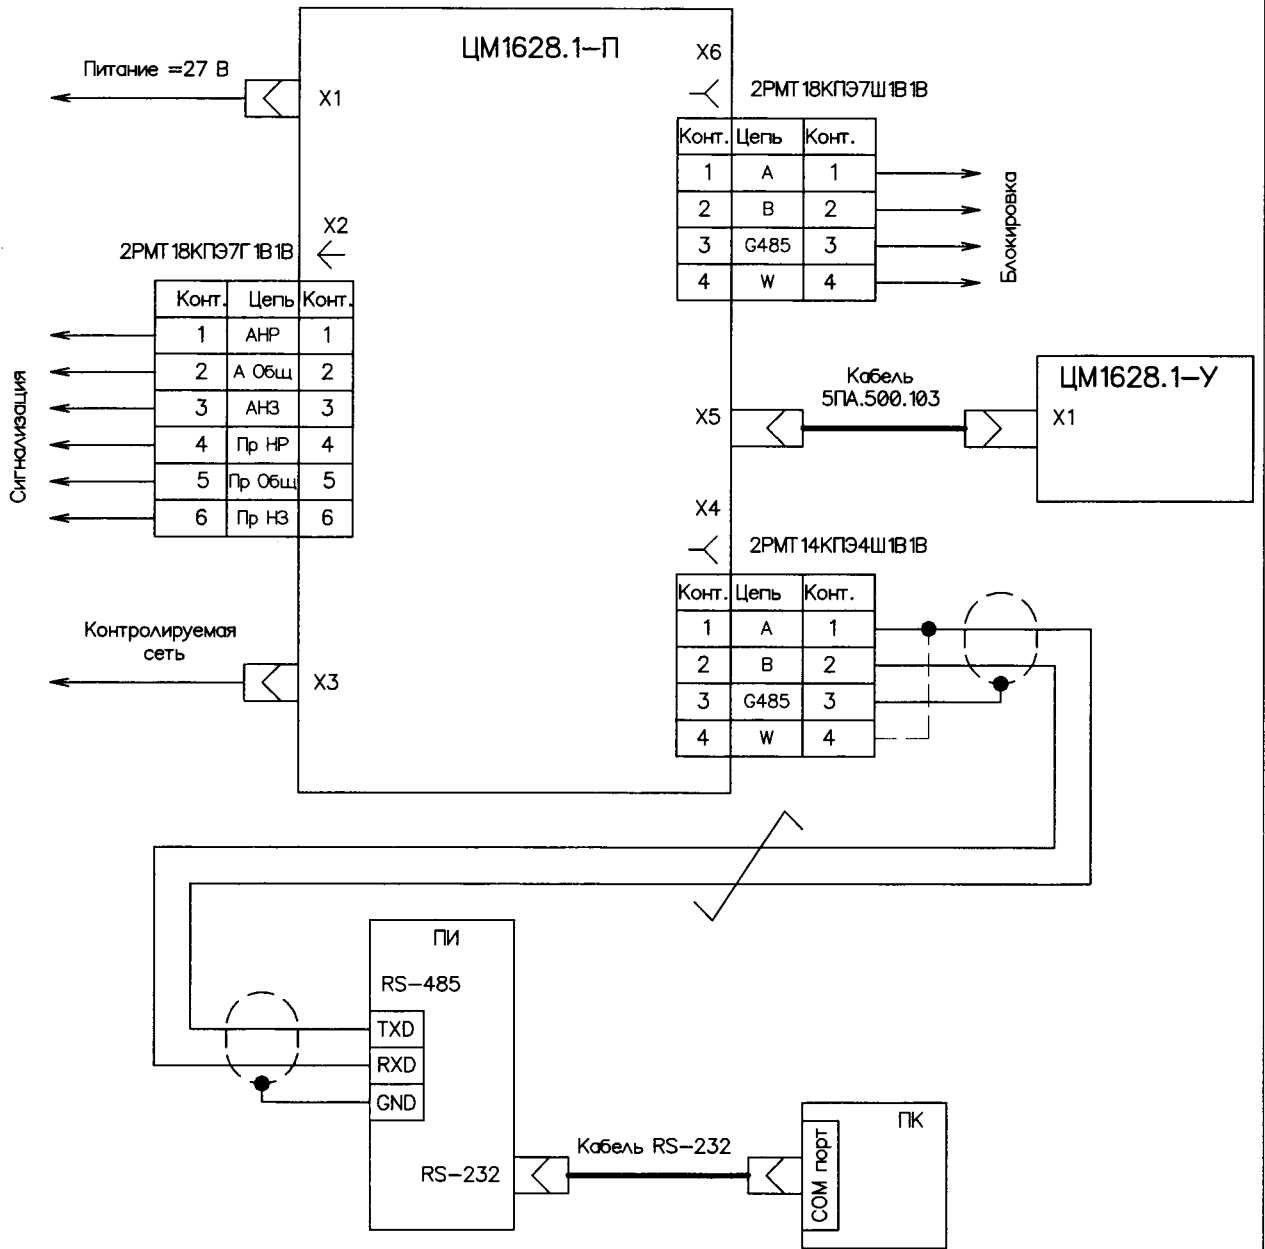 ЦМ1628.1-П
Питание =27 В
X1
X6
2РМТ18КПЭ7Ш1В1В
Конт. Цепь Конт.
1 A 1
2 B 2
3 G485 3
4 W 4
Блокировка
X2
2РМТ18КПЭ7Г1В1В
Конт. Цепь Конт.
1 АНР 1
2 А Общ 2
3 АНЗ 3
4 Пр НР 4
5 Пр Общ 5
6 Пр НЗ 6
Сигнализация
X5
Кабель
5ПА.500.103
ЦМ1628.1-У
X1
X4
2РМТ14КПЭ4Ш1В1В
Конт. Цепь Конт.
1 A 1
2 B 2
3 G485 3
4 W 4
Контролируемая
сеть
X3
ПИ
RS-485
TXD
RXD
GND
RS-232
Кабель RS-232
ПК
COM порт